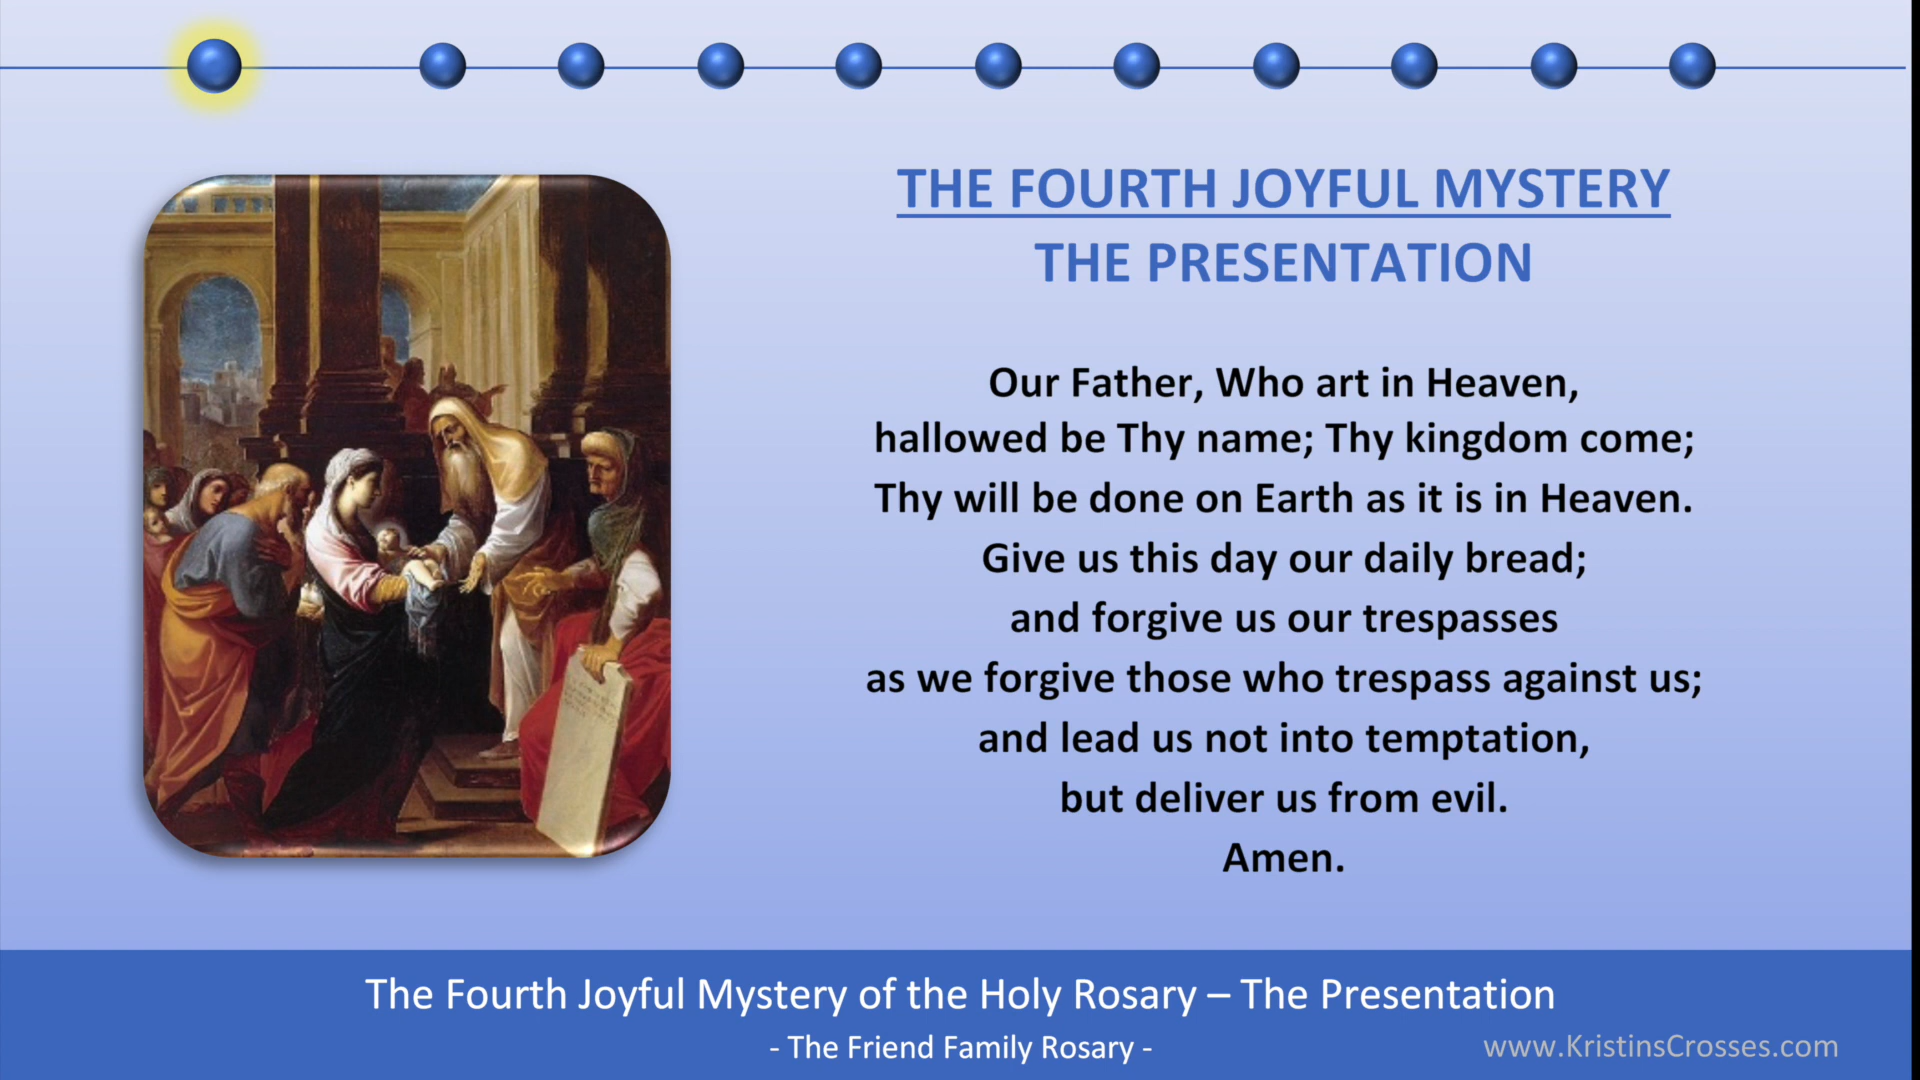 THE FOURTH JOYFUL MYSTERY
THE PRESENTATION
Our Father, Who art in Heaven,
hallowed be Thy name; Thy kingdom come;
Thy will be done on Earth as it is in Heaven.
Give us this day our daily bread;
and forgive us our trespasses
as we forgive those who trespass against us;
and lead us not into temptation,
but deliver us from evil.
Amen.
The Fourth Joyful Mystery of the Holy Rosary – The Presentation
- The Friend Family Rosary -
www.KristinsCrosses.com